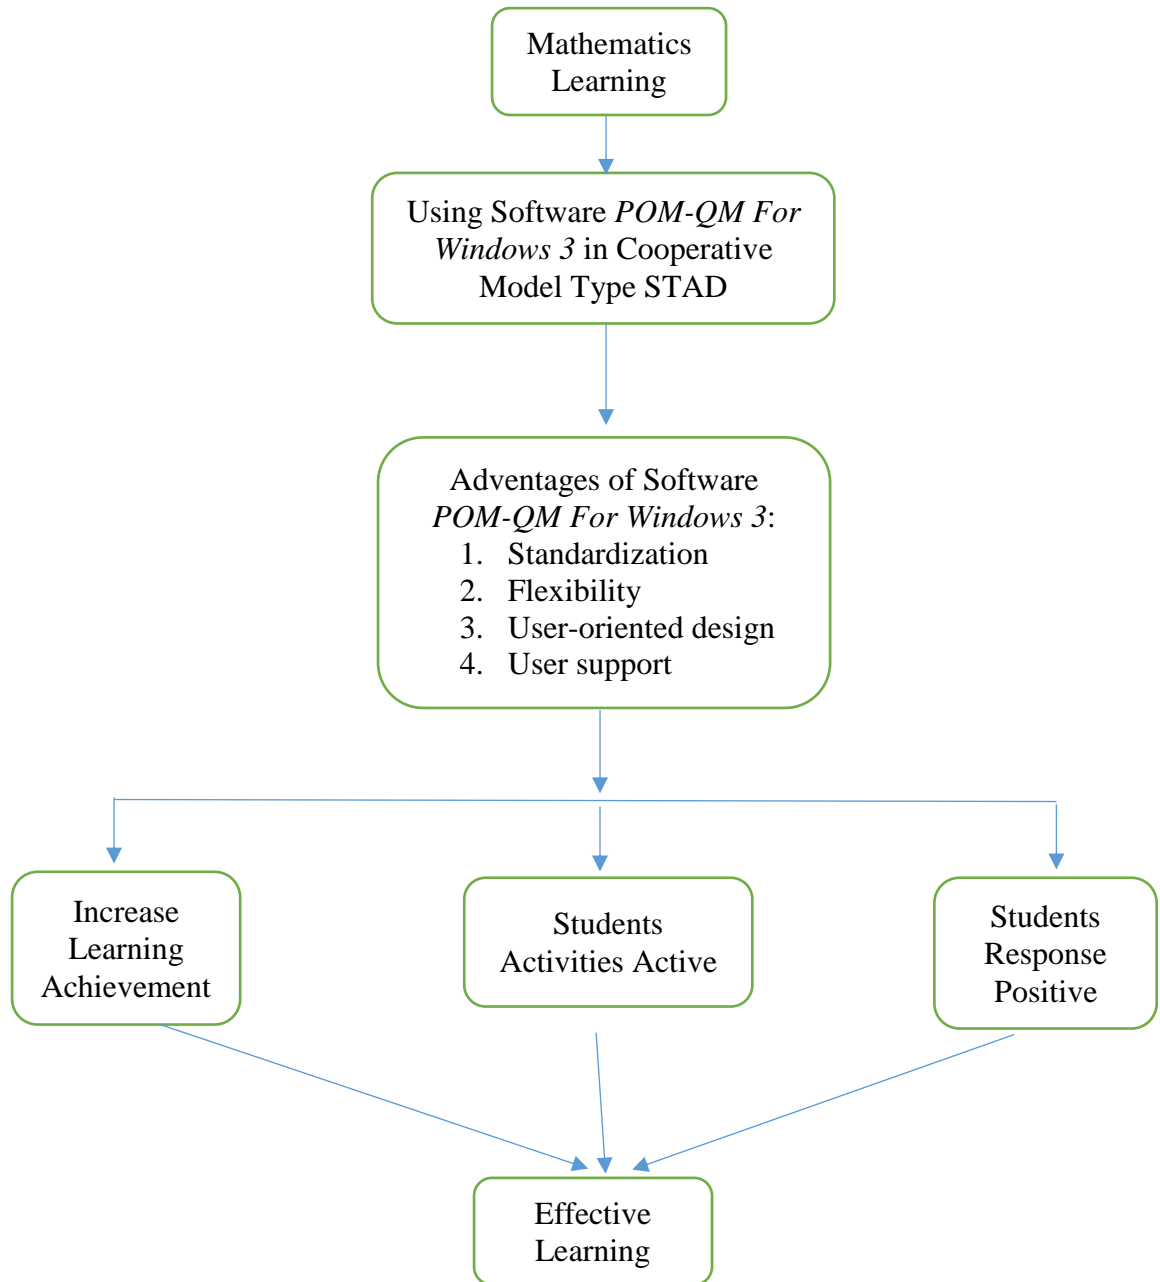 Mathematics
Learning
Using Software POM-QM For
Windows 3 in Cooperative
Model Type STAD
Adventages of Software
POM-QM For Windows 3:
1. Standardization
2. Flexibility
3. User-oriented design
4. User support
Increase
Learning
Achievement
Students
Activities Active
Students
Response
Positive
Effective
Learning